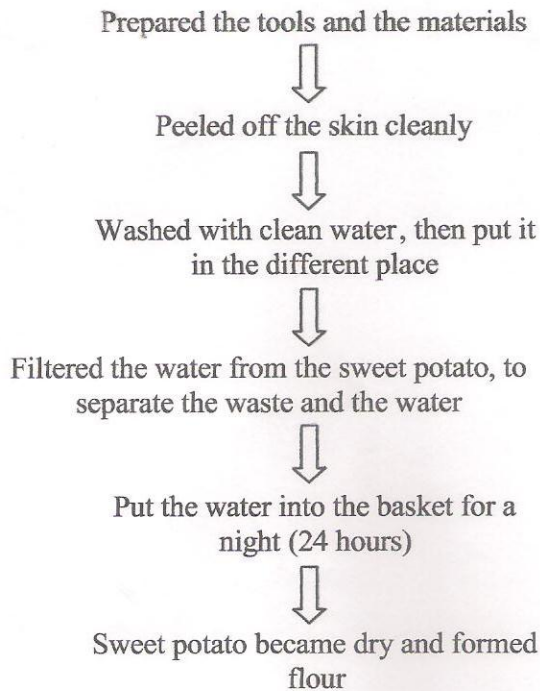 Prepared the tools and the materials
Peeled off the skin cleanly
Washed with clean water, then put it
in the different place
Filtered the water from the sweet potato, to
separate the waste and the water
Put the water into the basket for a
night (24 hours)
Sweet potato became dry and formed
flour